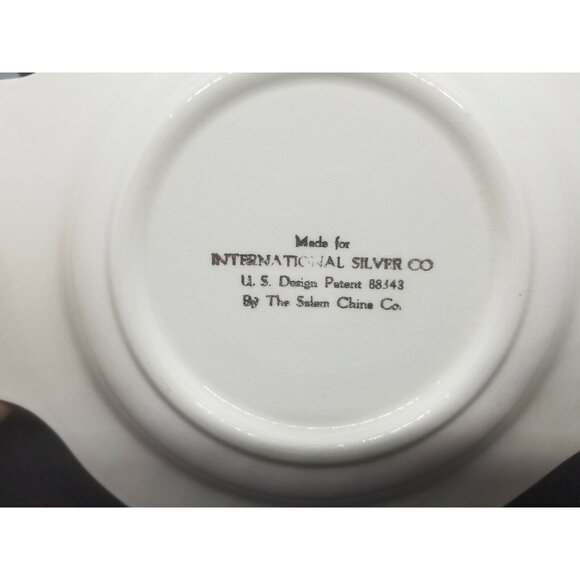 Made for
INTERNATIONAL SILVER CO
U. S. Design Patent 88343
By The Salem China Co.